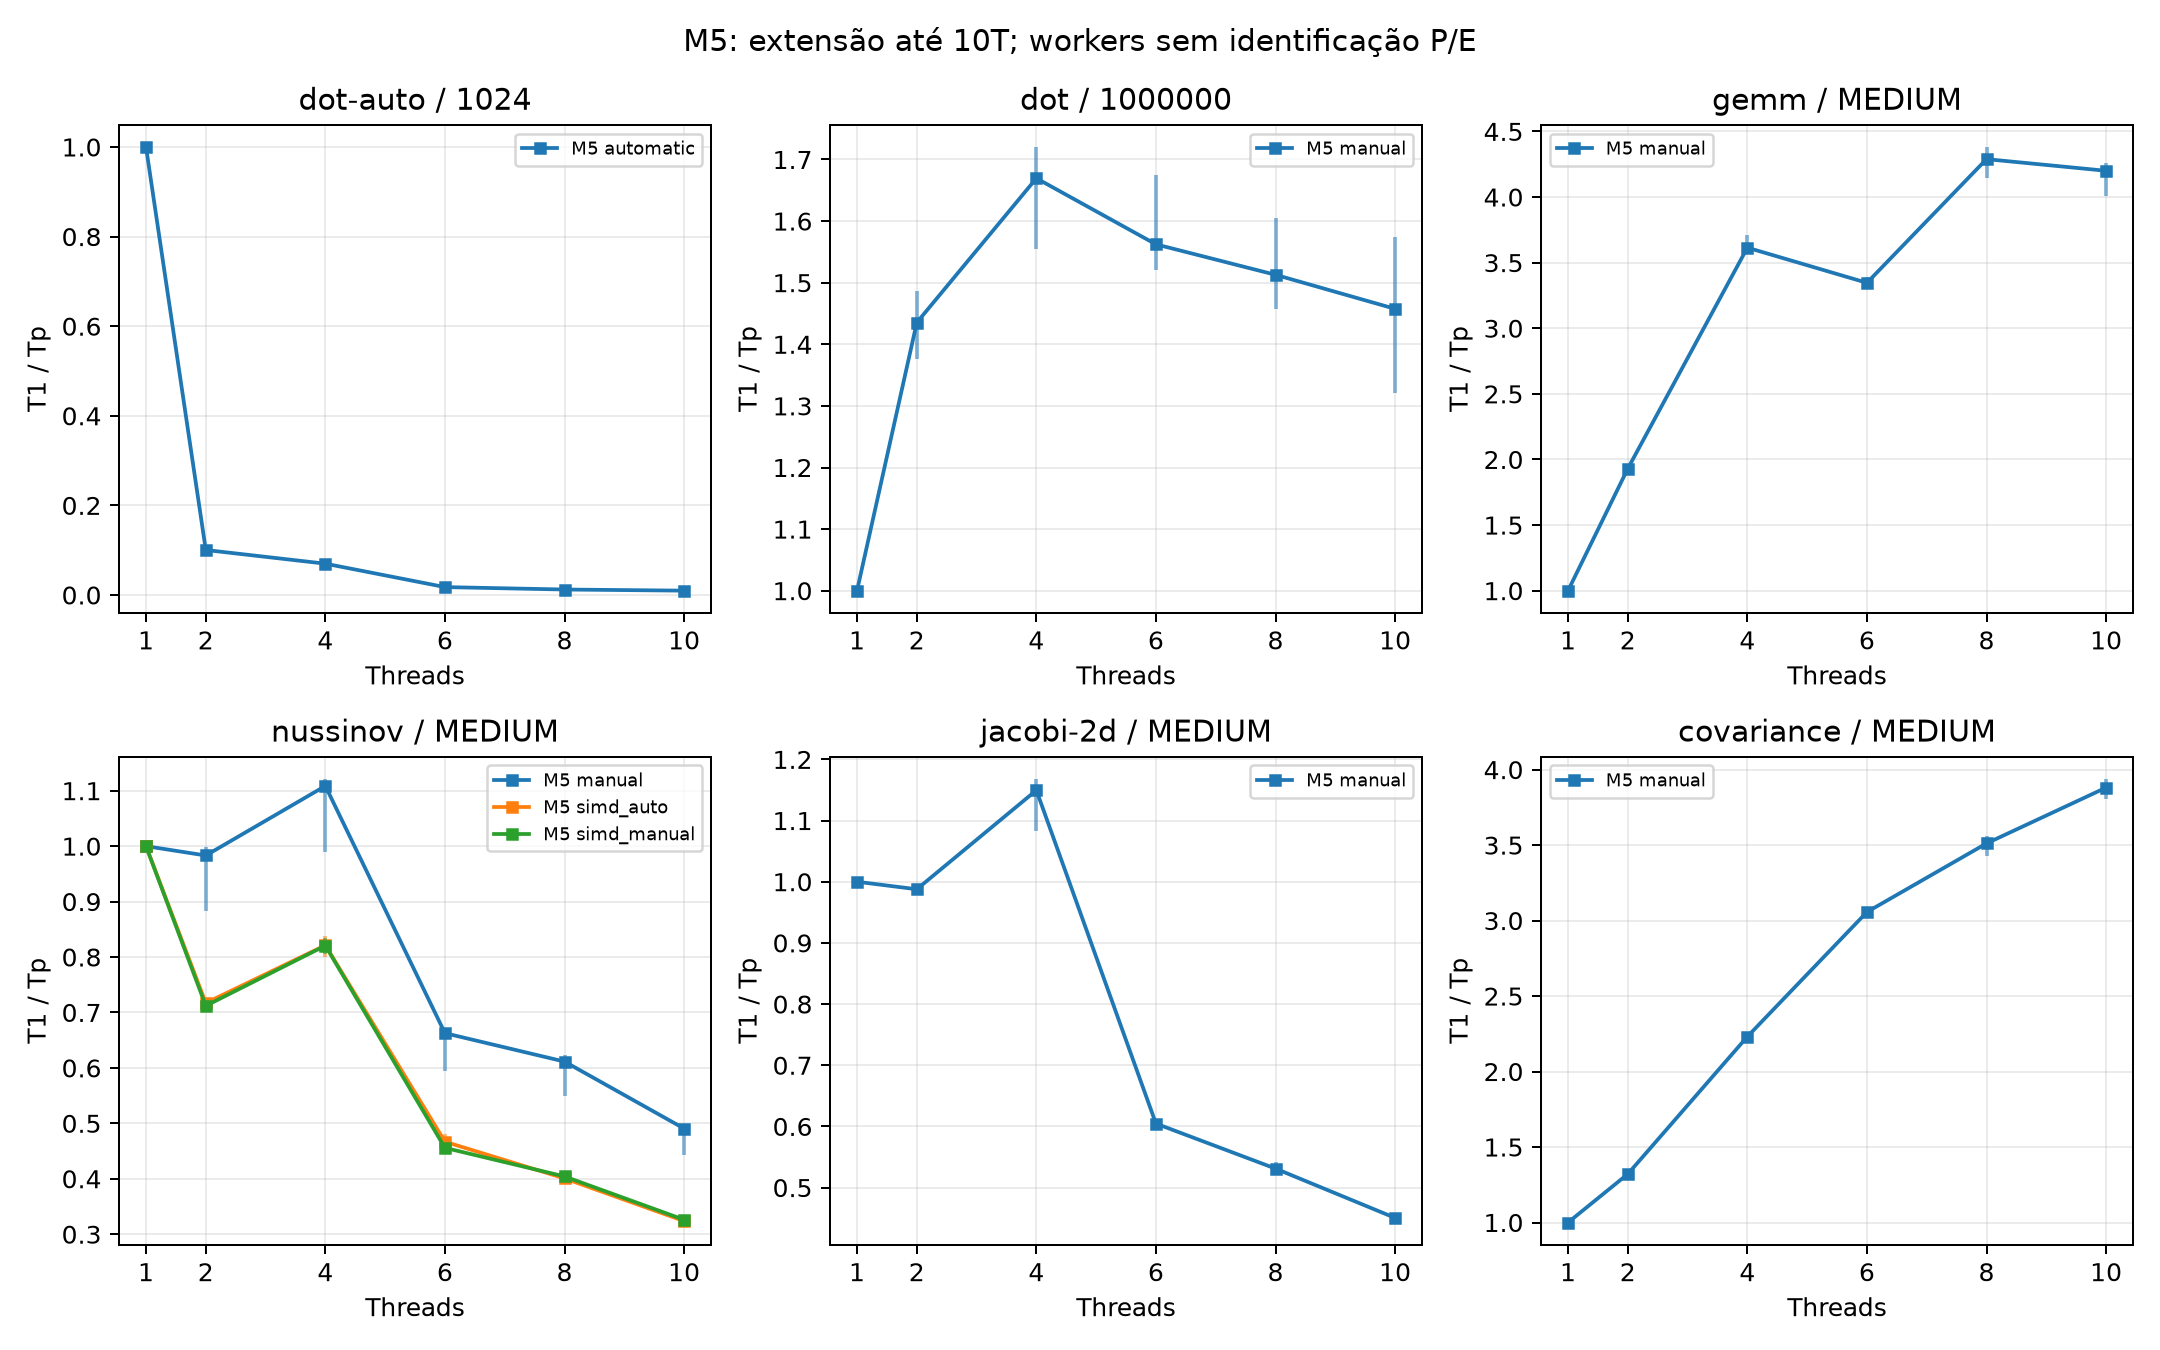 M5: extensão até 10T; workers sem identificação P/E
dot-auto / 1024
T1 / Tp
1.0
0.8
0.6
0.4
0.2
0.0
M5 automatic
1 2 4 6 8 10
Threads
dot / 1000000
T1 / Tp
1.7
1.6
1.5
1.4
1.3
1.2
1.1
1.0
M5 manual
1 2 4 6 8 10
Threads
gemm / MEDIUM
T1 / Tp
4.5
4.0
3.5
3.0
2.5
2.0
1.5
1.0
M5 manual
1 2 4 6 8 10
Threads
nussinov / MEDIUM
T1 / Tp
1.1
1.0
0.9
0.8
0.7
0.6
0.5
0.4
0.3
M5 manual
M5 simd_auto
M5 simd_manual
1 2 4 6 8 10
Threads
jacobi-2d / MEDIUM
T1 / Tp
1.2
1.1
1.0
0.9
0.8
0.7
0.6
0.5
M5 manual
1 2 4 6 8 10
Threads
covariance / MEDIUM
T1 / Tp
4.0
3.5
3.0
2.5
2.0
1.5
1.0
M5 manual
1 2 4 6 8 10
Threads